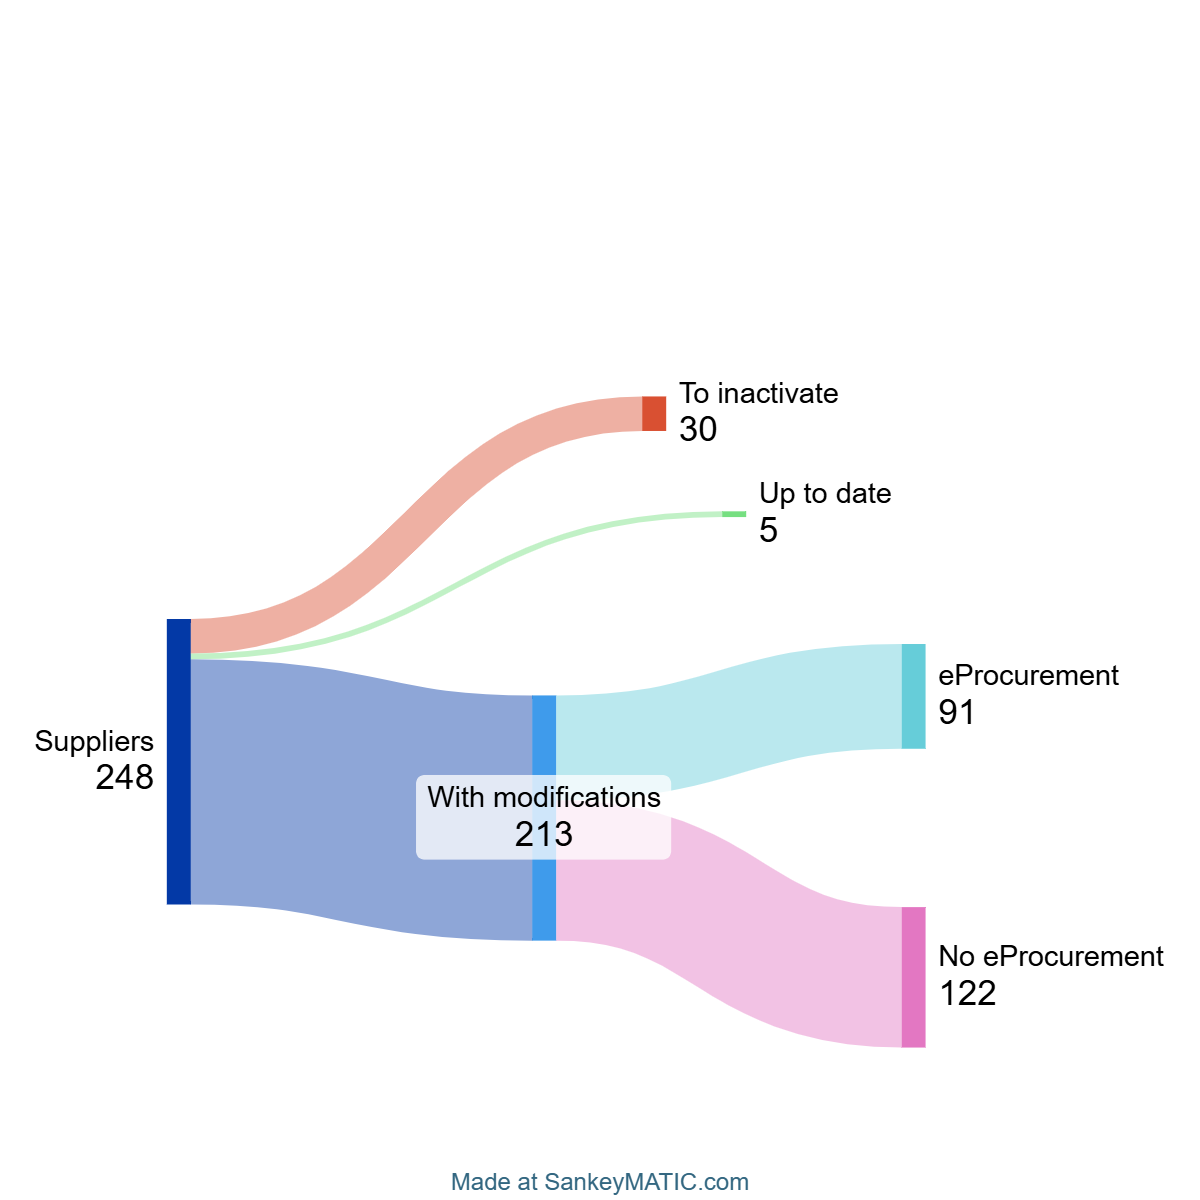 To inactivate
30
Up to date
5
eProcurement
91
Suppliers
248
With modifications
213
No eProcurement
122
Made at SankeyMATIC.com